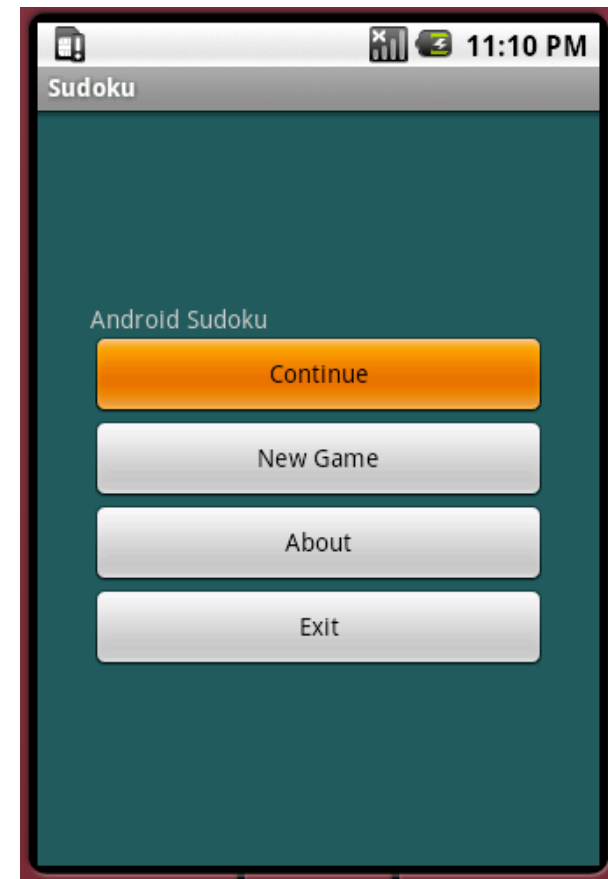 11:10 PM
Sudoku
Android Sudoku
Continue
New Game
About
Exit